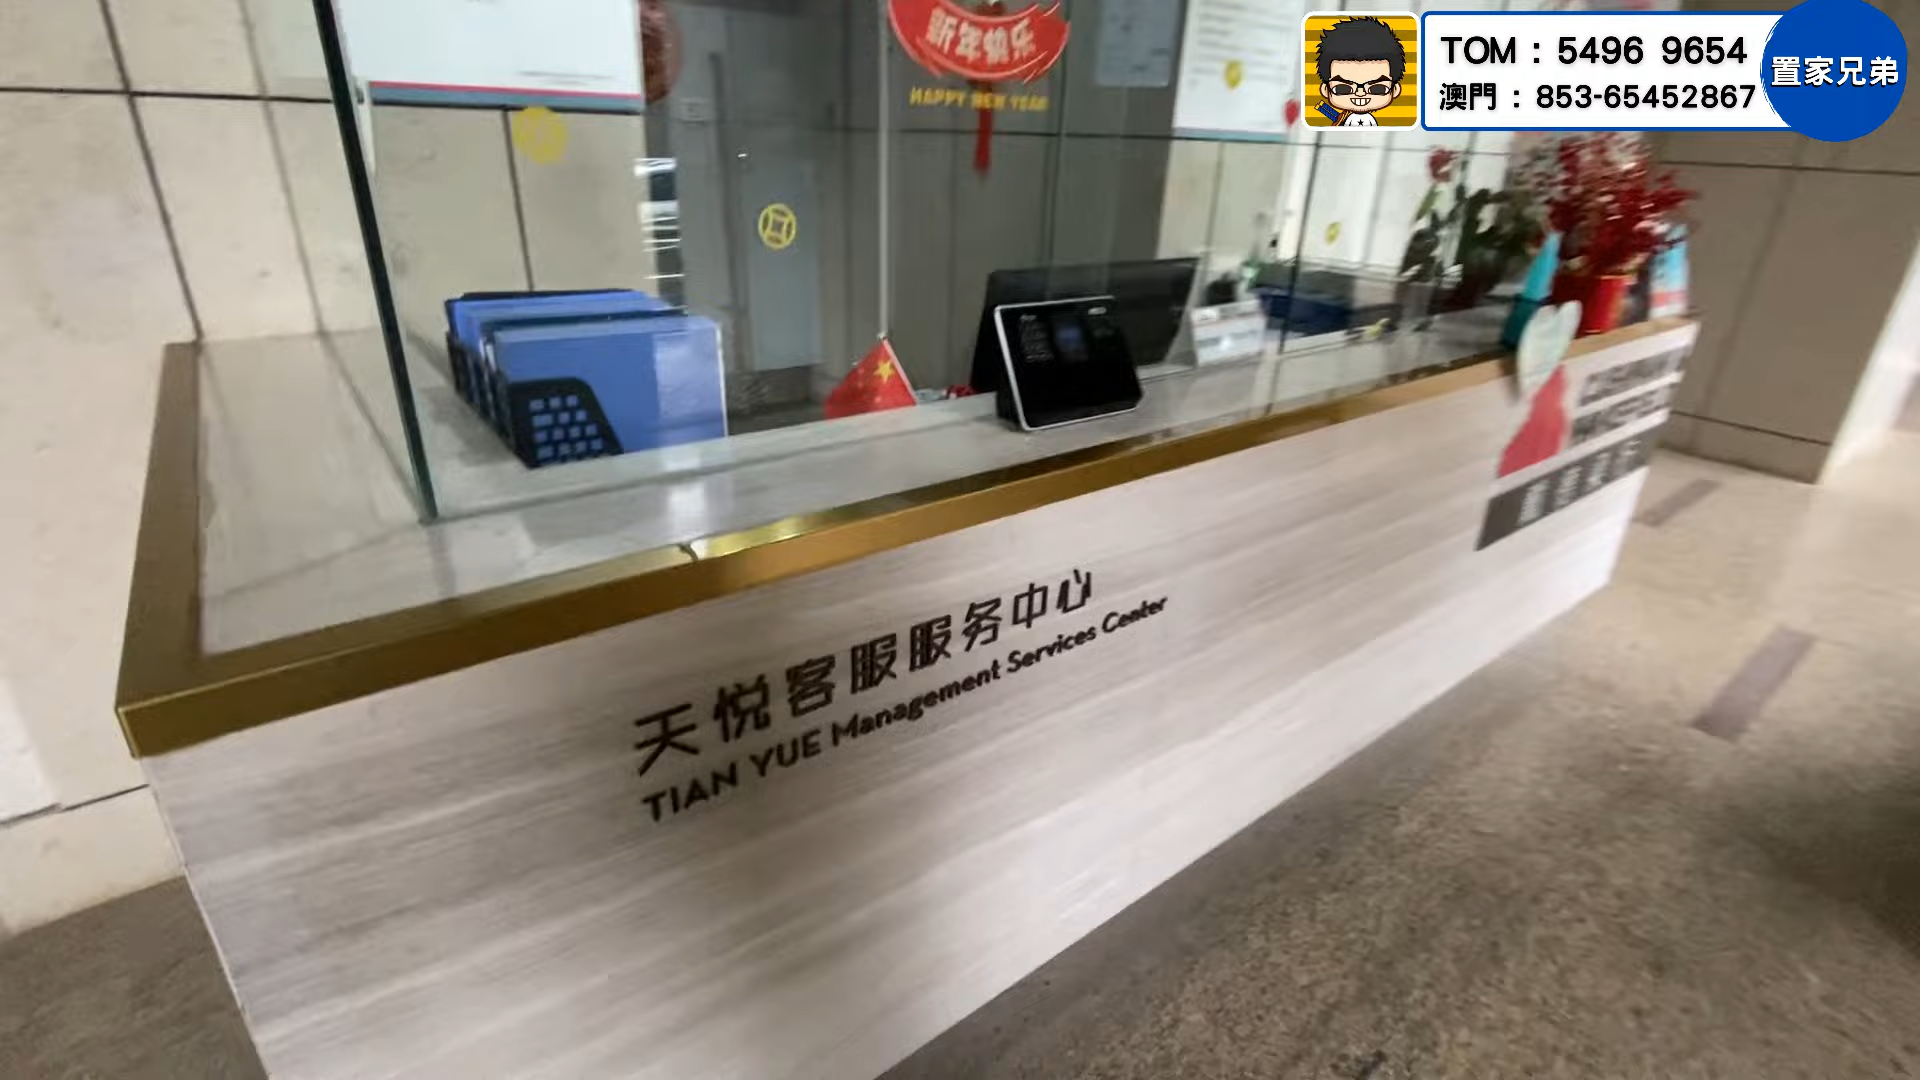 新年快乐
HAPPY NEW YEAR
TOM : 5496 9654
澳門 : 853-65452867
置家兄弟
天悦客服服务中心
TIAN YUE Management Services Center